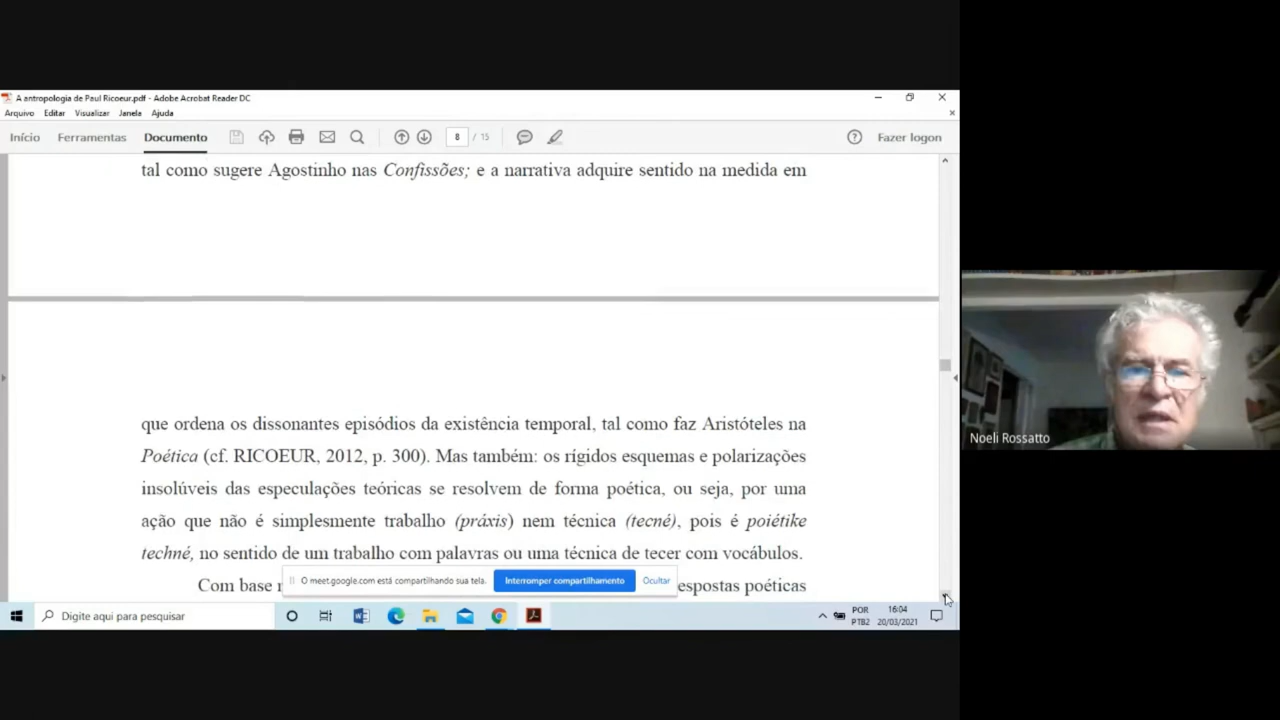 A antropologia de Paul Ricoeur.pdf - Adobe Acrobat Reader DC
Arquivo Editar Visualizar Janela Ajuda
Início Ferramentas Documento 8 / 15 Fazer logon
tal como sugere Agostinho nas Confissões; e a narrativa adquire sentido na medida em
que ordena os dissonantes episódios da existência temporal, tal como faz Aristóteles na
Poética (cf. RICOEUR, 2012, p. 300). Mas também: os rígidos esquemas e polarizações
insolúveis das especulações teóricas se resolvem de forma poética, ou seja, por uma
ação que não é simplesmente trabalho (práxis) nem técnica (tecné), pois é poiétike
techné, no sentido de um trabalho com palavras ou uma técnica de tecer com vocábulos.
Com base espostas poéticas
O meet.google.com está compartilhando sua tela. Interromper compartilhamento Ocultar
Digite aqui para pesquisar
POR
PTB2
16:04
20/03/2021
Noeli Rossatto